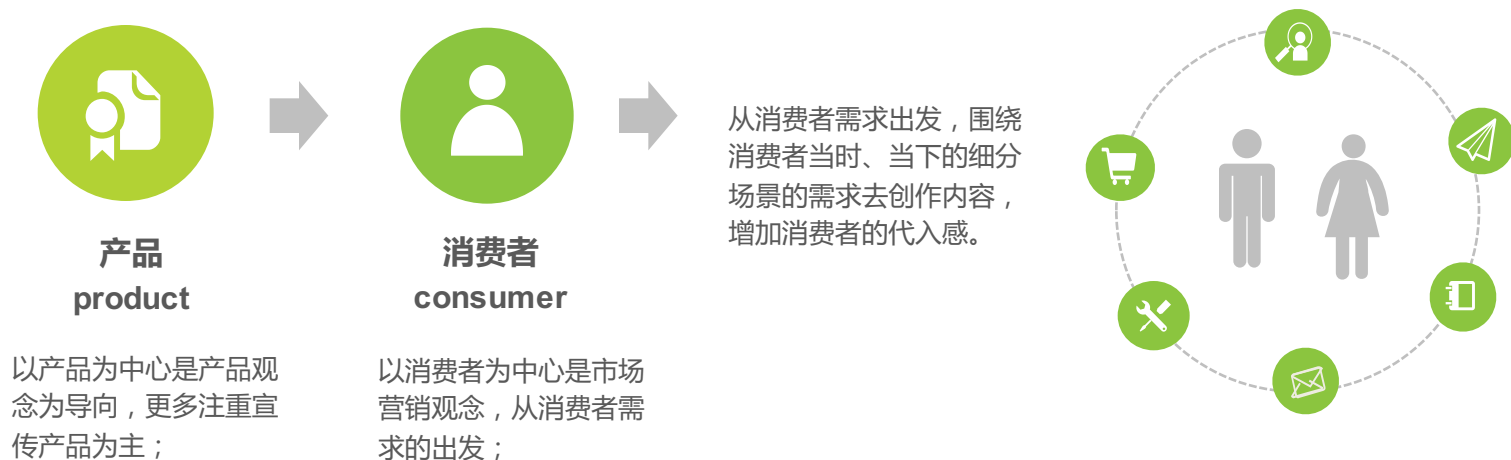 产品
product
以产品为中心是产品观
念为导向，更多注重宣
传产品为主；
消费者
consumer
以消费者为中心是市场
营销观念，从消费者需
求的出发；
从消费者需求出发，围绕
消费者当时、当下的细分
场景的需求去创作内容，
增加消费者的代入感。